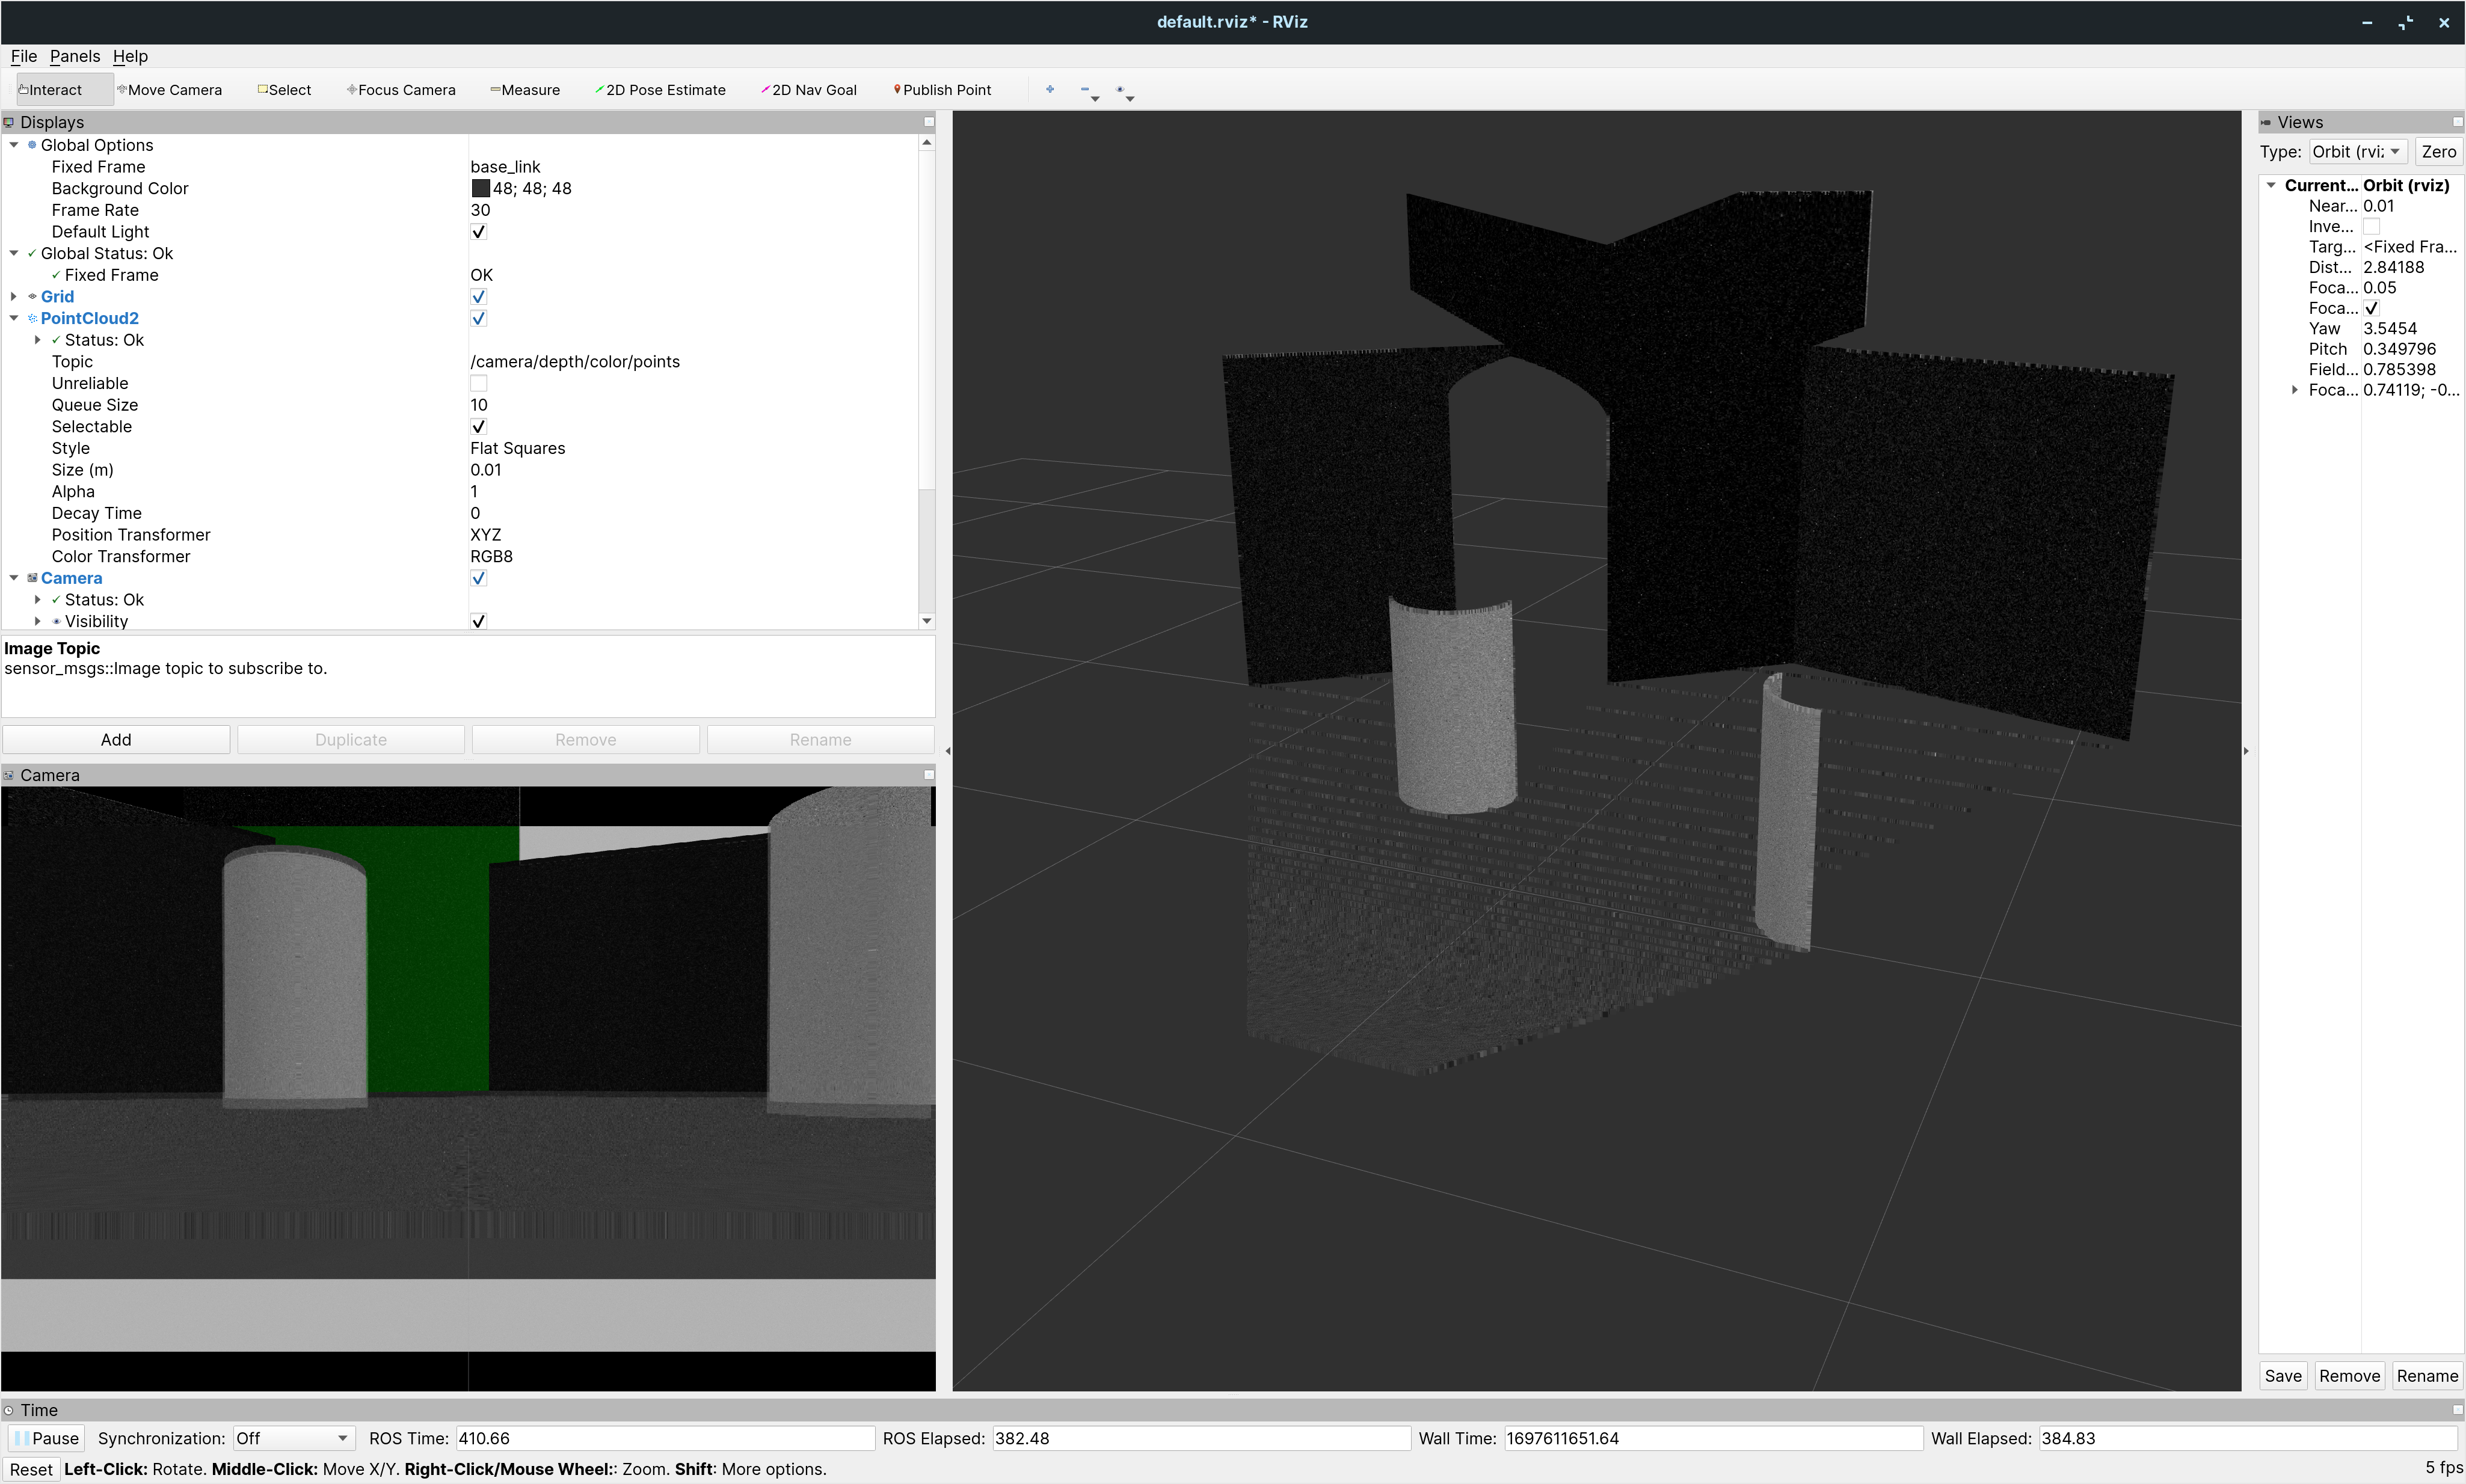 default.rviz* - RViz
File Panels Help
Interact Move Camera Select Focus Camera Measure 2D Pose Estimate 2D Nav Goal Publish Point
Displays
Global Options
Fixed Frame base_link
Background Color 48; 48; 48
Frame Rate 30
Default Light
Global Status: Ok
Fixed Frame OK
Grid
PointCloud2
Status: Ok
Topic /camera/depth/color/points
Unreliable
Queue Size 10
Selectable
Style Flat Squares
Size (m) 0.01
Alpha 1
Decay Time 0
Position Transformer XYZ
Color Transformer RGB8
Camera
Status: Ok
Visibility
Image Topic
sensor_msgs::Image topic to subscribe to.
Add Duplicate Remove Rename
Camera
Views
Type: Orbit (rviz Zero
Current... Orbit (rviz)
Near... 0.01
Inve...
Targ... <Fixed Fra...
Dist... 2.84188
Foca... 0.05
Foca...
Yaw 3.5454
Pitch 0.349796
Field... 0.785398
Foca... 0.74119; -0...
Save Remove Rename
Time
Pause Synchronization: Off ROS Time: 410.66 ROS Elapsed: 382.48 Wall Time: 1697611651.64 Wall Elapsed: 384.83
Reset Left-Click: Rotate. Middle-Click: Move X/Y. Right-Click/Mouse Wheel:: Zoom. Shift: More options. 5 fps